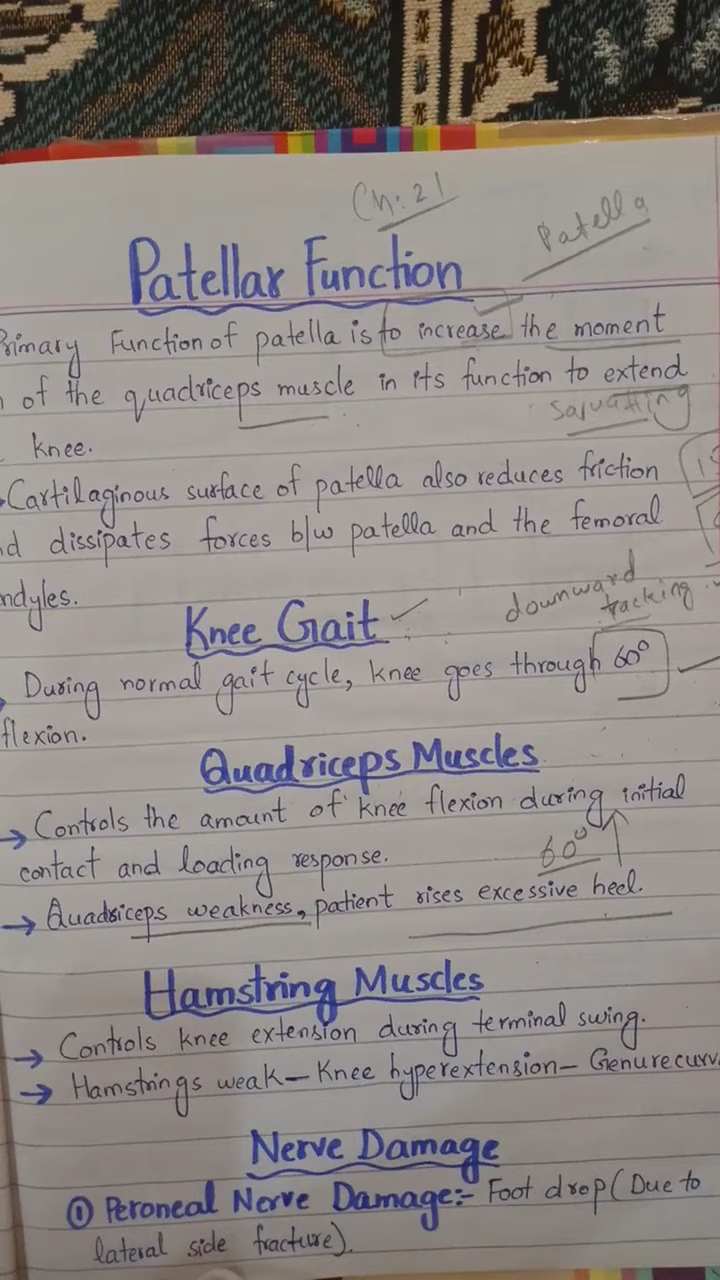 Ch: 21
Patella
Patellar Function
Primary Function of patella is to increase the moment
of the quadriceps muscle in its function to extend
squatting
knee.
Cartilaginous surface of patella also reduces friction
d dissipates forces b/w patella and the femoral
ndyles.
downward
tracking
Knee Gait
During normal gait cycle, knee goes through 60°
flexion.
Quadriceps Muscles
→ Controls the amount of knee flexion during initial
contact and loading response.
60°
→ Quadriceps weakness, patient rises excessive heel.
Hamstring Muscles
→ Controls knee extension during terminal swing.
→ Hamstrings weak – Knee hyperextension – Genurecurv
Nerve Damage
① Peroneal Nerve Damage:- Foot drop (Due to
lateral side fracture).